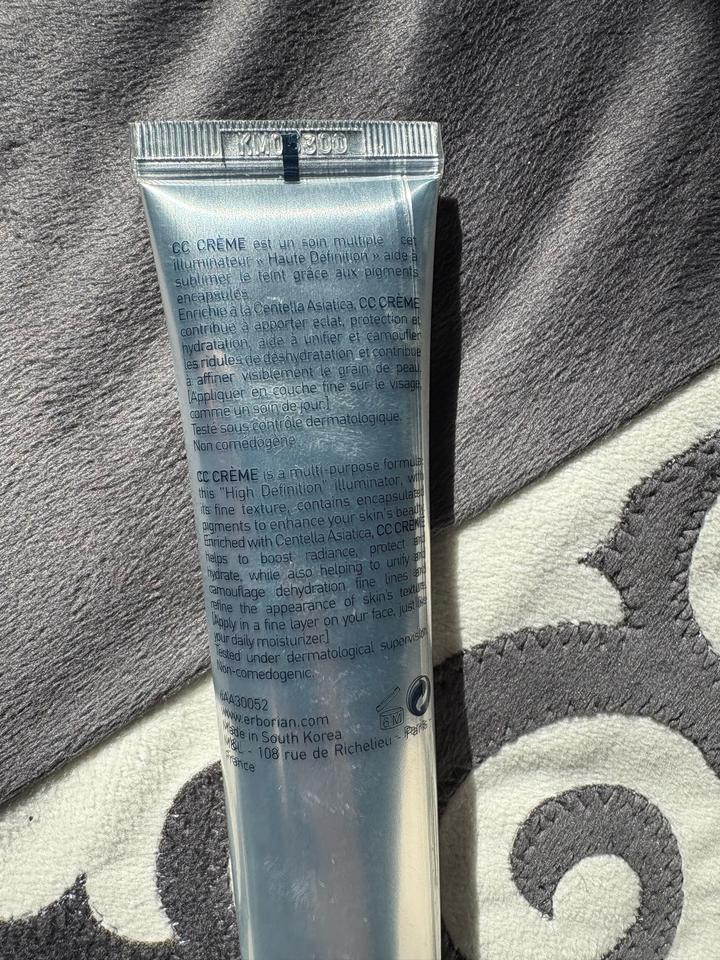 CC CRÈME est un soin multiple : cet
illuminateur « Haute Définition » aide à
sublimer le teint grâce aux pigments
encapsulés.
Enrichie à la Centella Asiatica, CC CRÈME
contribue à apporter éclat, protection et
hydratation, aide à unifier et camoufler
les ridules de déshydratation et contribue
à affiner visiblement le grain de peau.
[Appliquer en couche fine sur le visage,
comme un soin de jour.]
Testé sous contrôle dermatologique.
Non comedogène.
CC CRÈME is a multi-purpose formula:
this "High Definition" illuminator, with
its fine texture, contains encapsulated
pigments to enhance your skin's beauty.
Enriched with Centella Asiatica, CC CRÈME
helps to boost radiance, protect and
hydrate, while also helping to unify and
camouflage dehydration fine lines and
refine the appearance of skin's texture.
[Apply in a fine layer on your face, just like
your daily moisturizer.]
Tested under dermatological supervision.
Non-comedogenic.
6AA30052
www.erborian.com
6 M
Made in South Korea
M&L - 108 rue de Richelieu - Paris -
France